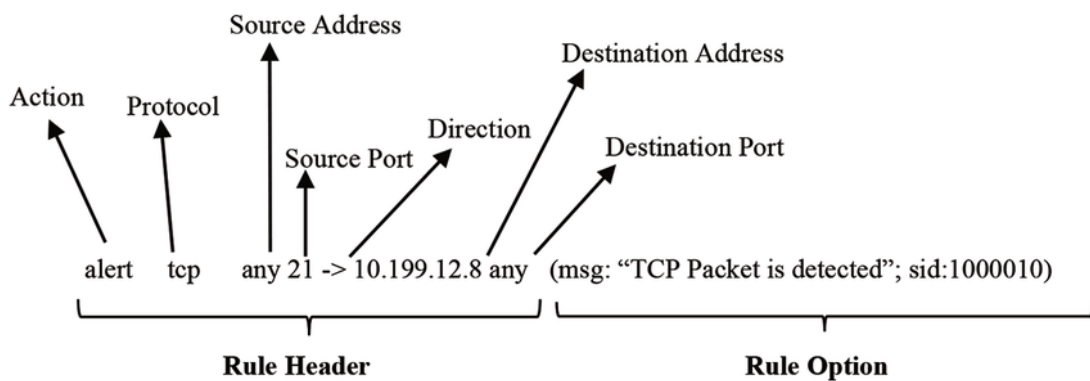 Source Address
Destination Address
Action
Protocol
Direction
Destination Port
Source Port
alert tcp any 21 -> 10.199.12.8 any (msg: “TCP Packet is detected”; sid:1000010)
Rule Header Rule Option